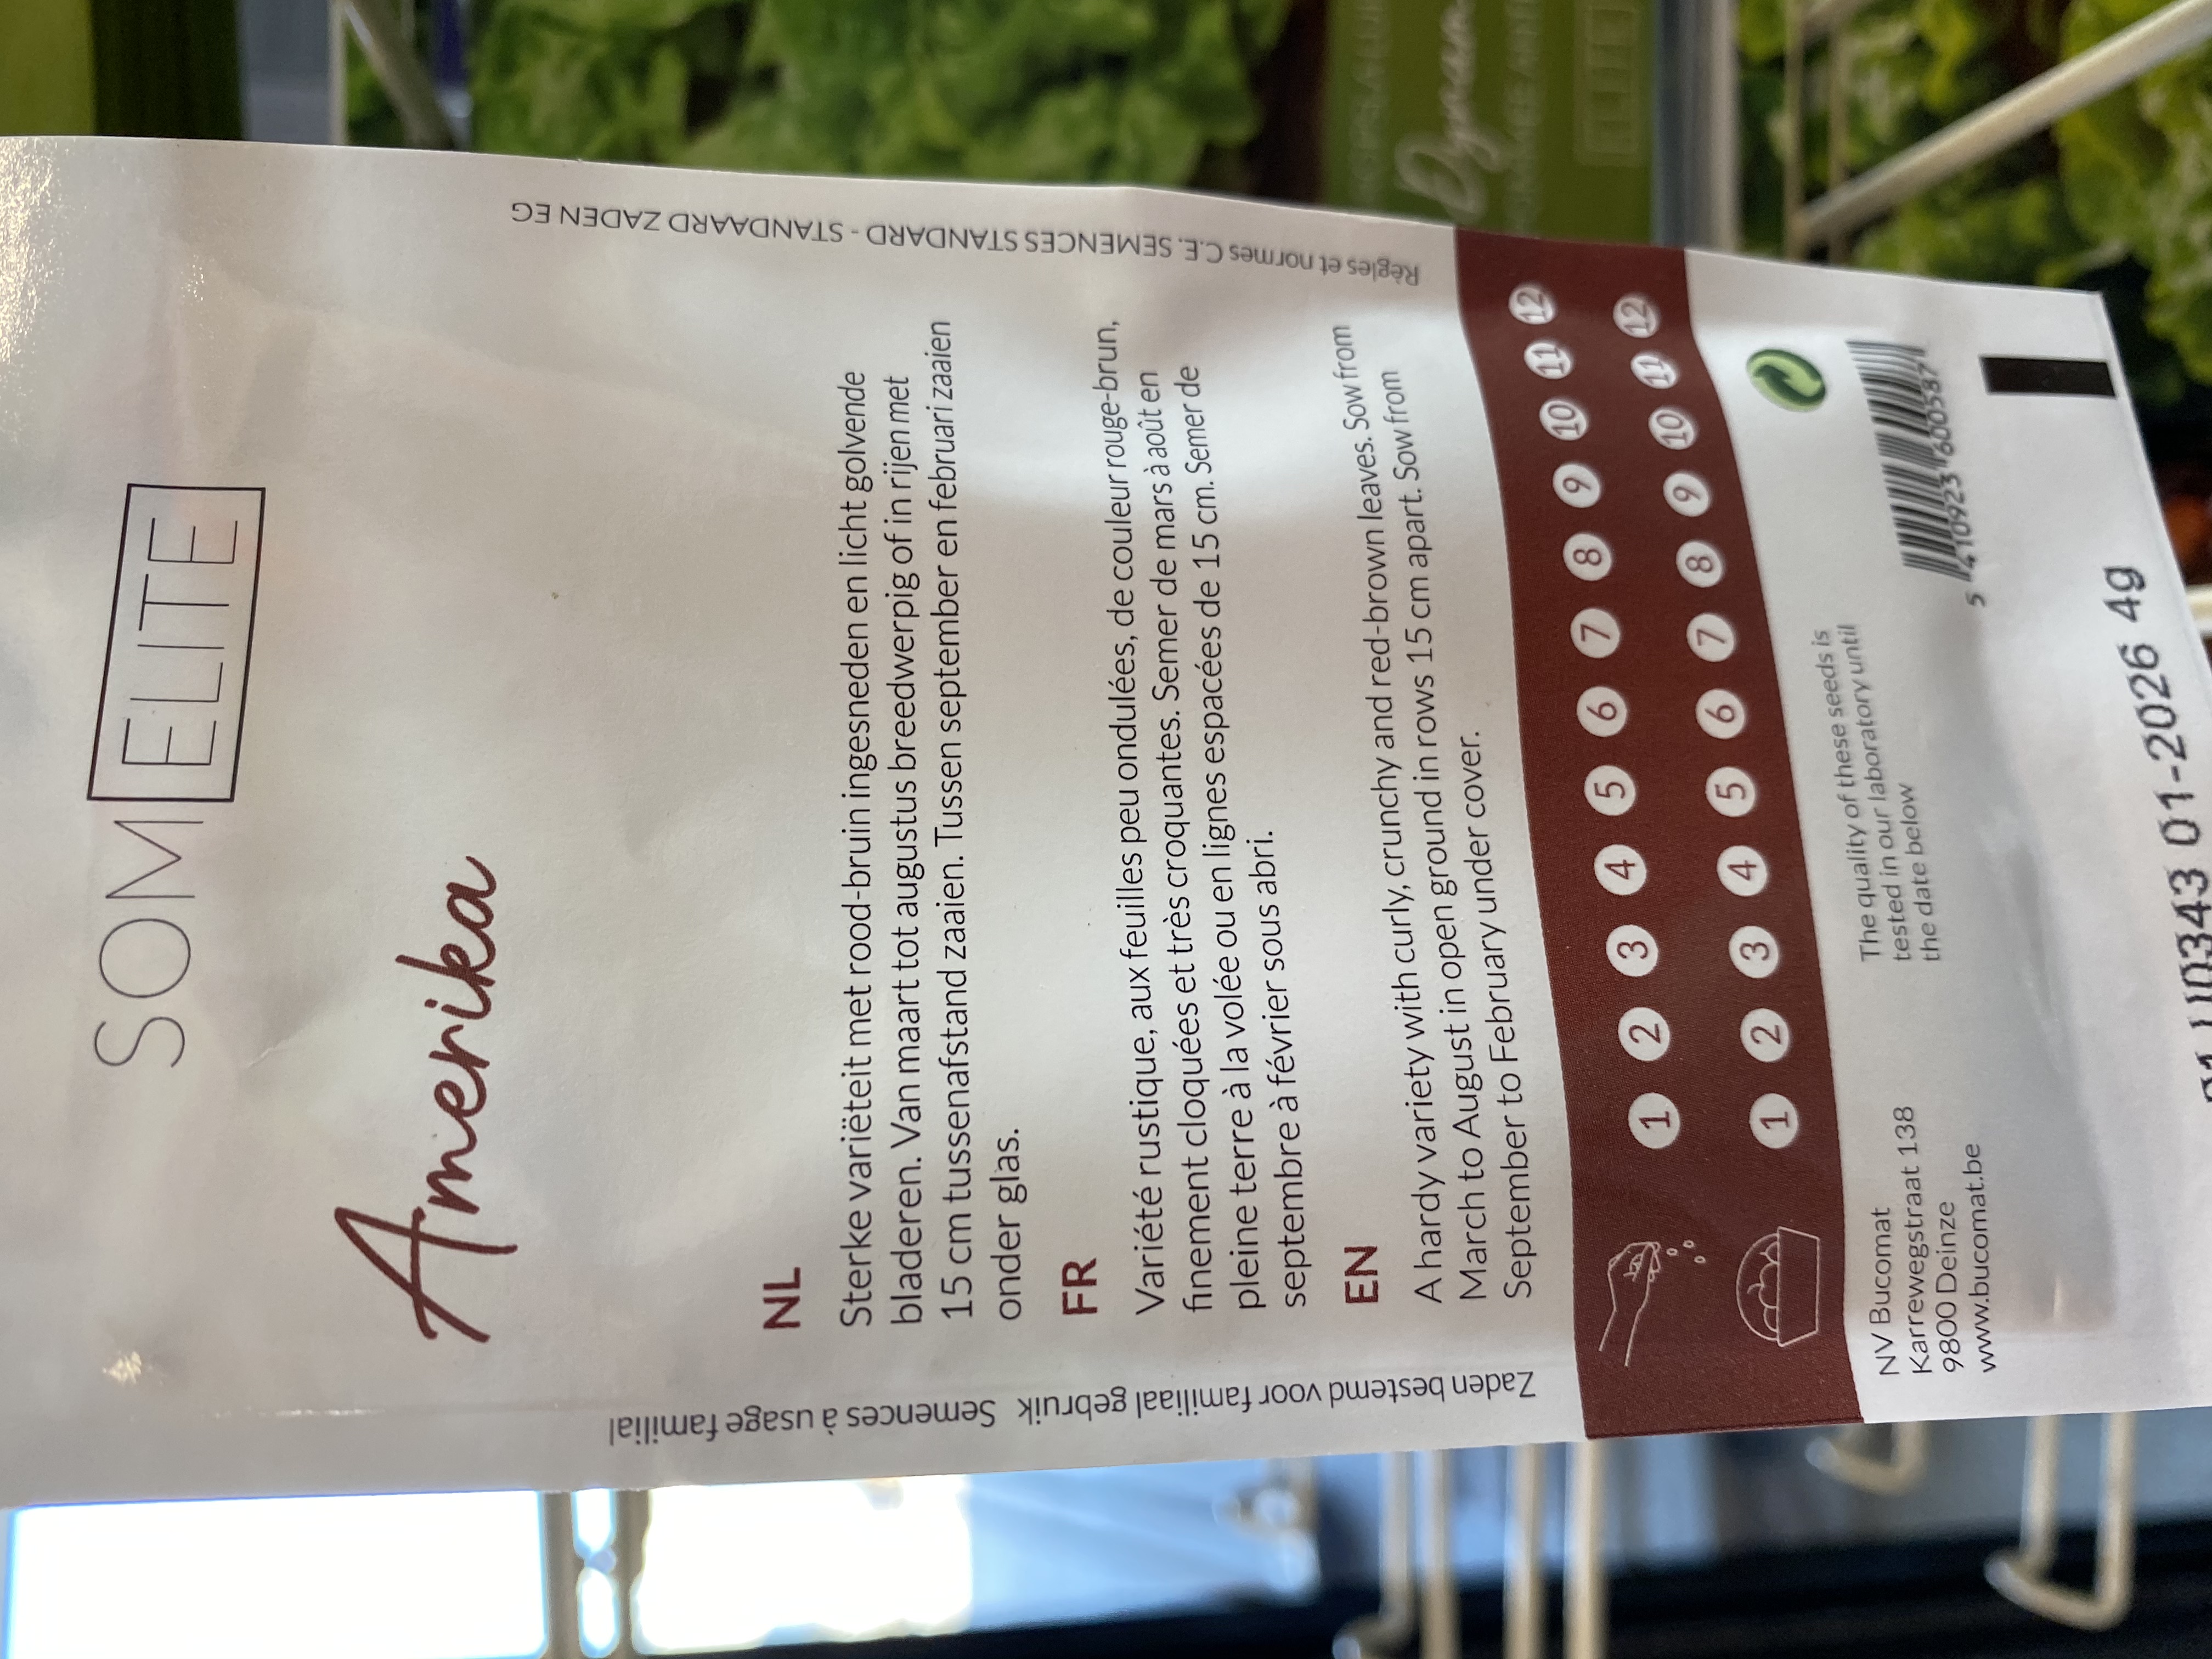 SOM ELITE
Amerika
NL
Sterke variëteit met rood-bruin ingesneden en licht golvende
bladeren. Van maart tot augustus breedwerpig of in rijen met
15 cm tussenafstand zaaien. Tussen september en februari zaaien
onder glas.
FR
Variété rustique, aux feuilles peu ondulées, de couleur rouge-brun,
finement cloquées et très croquantes. Semer de mars à août en
pleine terre à la volée ou en lignes espacées de 15 cm. Semer de
septembre à février sous abri.
EN
A hardy variety with curly, crunchy and red-brown leaves. Sow from
March to August in open ground in rows 15 cm apart. Sow from
September to February under cover.
1 2 3 4 5 6 7 8 9 10 11 12
1 2 3 4 5 6 7 8 9 10 11 12
NV Bucomat
Karrewegstraat 138
9800 Deinze
www.bucomat.be
The quality of these seeds is
tested in our laboratory until
the date below
5 410923 600587
01-2026 4g
Zaden bestemd voor familiaal gebruik Semences à usage familial
Règles et normes C.E. SEMENCES STANDARD - STANDAARD ZADEN EG
ELITE